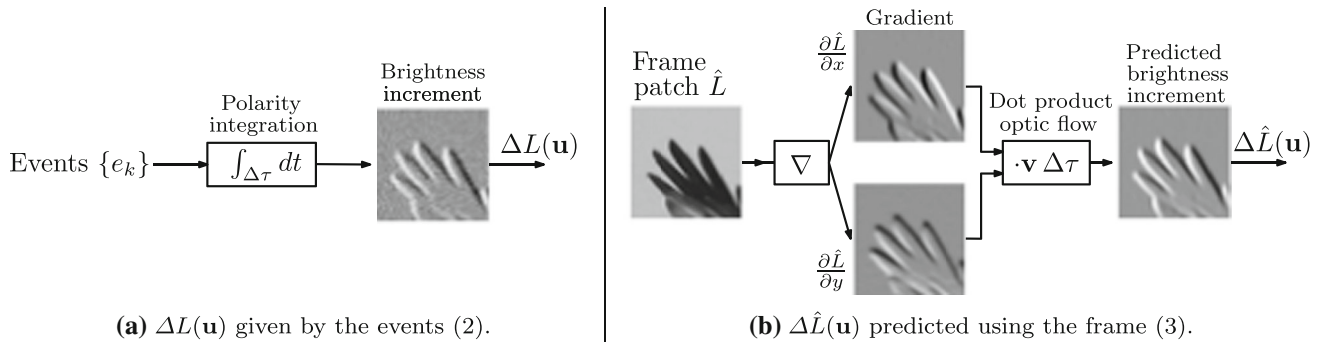 Events {e_k}
Polarity
integration
∫_{Δτ} dt
Brightness
increment
ΔL(u)
(a) ΔL(u) given by the events (2).
Frame
patch L̂
∇
Gradient
∂L̂/∂x
∂L̂/∂y
Dot product
optic flow
·v Δτ
Predicted
brightness
increment
ΔL̂(u)
(b) ΔL̂(u) predicted using the frame (3).